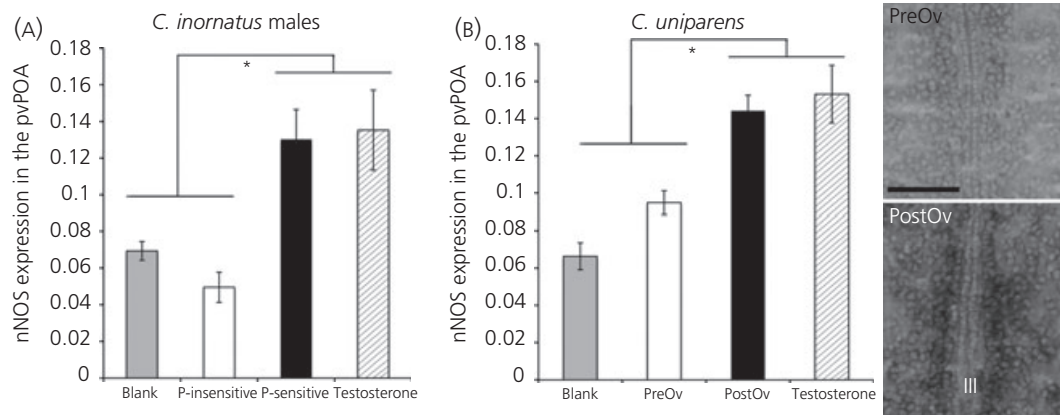 (A)
C. inornatus males
nNOS expression in the pvPOA
0.18
0.16
0.14
0.12
0.1
0.08
0.06
0.04
0.02
0
*
Blank P-insensitive P-sensitive Testosterone
(B)
C. uniparens
nNOS expression in the pvPOA
0.18
0.16
0.14
0.12
0.1
0.08
0.06
0.04
0.02
0
*
Blank PreOv PostOv Testosterone
PreOv
PostOv
III